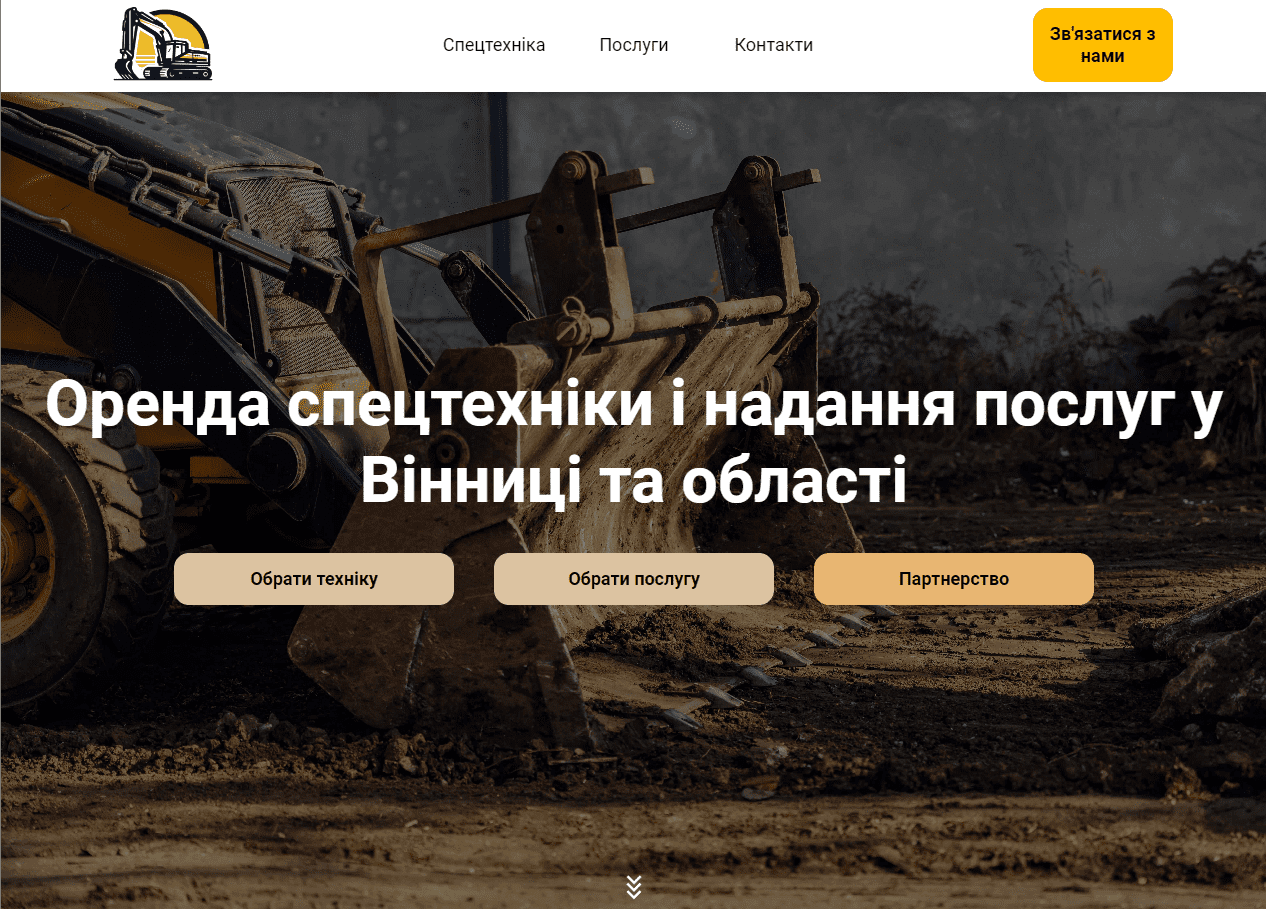 Спецтехніка
Послуги
Контакти
Зв'язатися з
нами
Оренда спецтехніки і надання послуг у
Вінниці та області
Обрати техніку
Обрати послугу
Партнерство